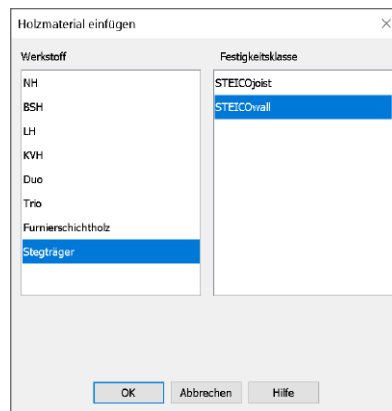 Holzmaterial einfügen
Werkstoff
Festigkeitsklasse
NH
BSH
LH
KVH
Duo
Trio
Furnierschichtholz
Stegträger
STEICOjoist
STEICOwall
OK
Abbrechen
Hilfe